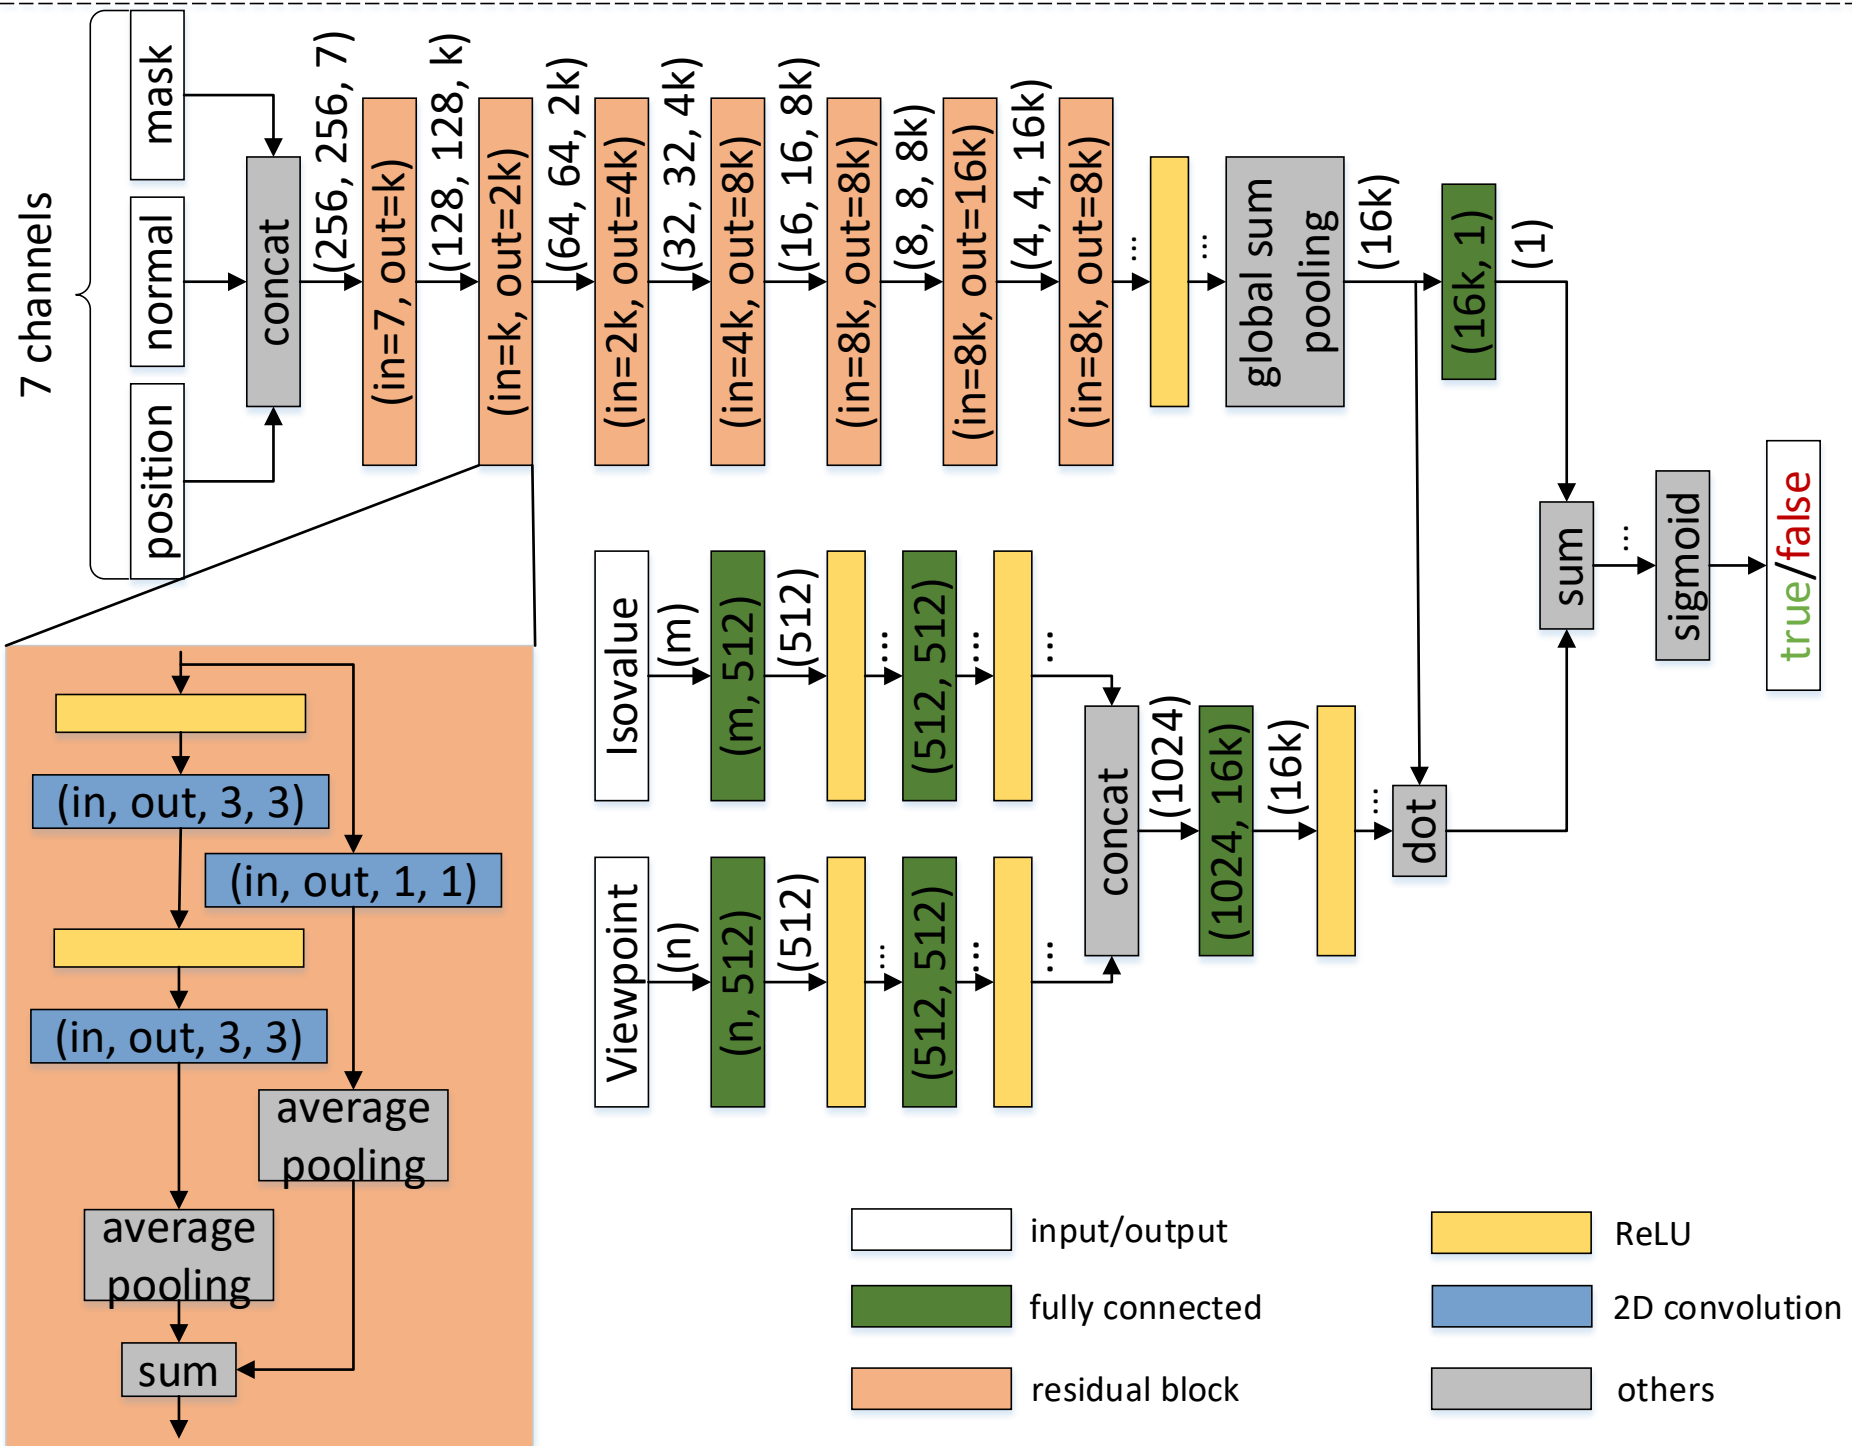 7 channels
mask
normal
position
concat
(256, 256, 7)
(in=7, out=k)
(128, 128, k)
(in=k, out=2k)
(64, 64, 2k)
(in=2k, out=4k)
(32, 32, 4k)
(in=4k, out=8k)
(16, 16, 8k)
(in=8k, out=8k)
(8, 8, 8k)
(in=8k, out=16k)
(4, 4, 16k)
(in=8k, out=8k)
...
...
global sum
pooling
(16k)
(16k, 1)
(1)
Isovalue
(m)
(m, 512)
(512)
...
(512, 512)
...
...
Viewpoint
(n)
(n, 512)
(512)
...
(512, 512)
...
...
concat
(1024)
(1024, 16k)
(16k)
...
dot
sum
...
sigmoid
true/false
(in, out, 3, 3)
(in, out, 1, 1)
(in, out, 3, 3)
average
pooling
average
pooling
sum
input/output
ReLU
fully connected
2D convolution
residual block
others